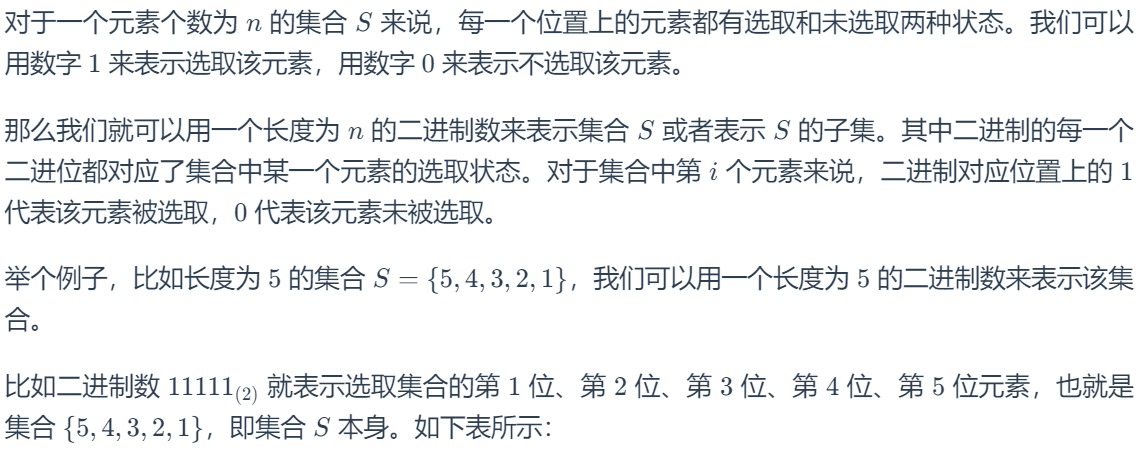 对于一个元素个数为 n 的集合 S 来说，每一个位置上的元素都有选取和未选取两种状态。我们可以
用数字 1 来表示选取该元素，用数字 0 来表示不选取该元素。
那么我们就可以用一个长度为 n 的二进制数来表示集合 S 或者表示 S 的子集。其中二进制的每一个
二进位都对应了集合中某一个元素的选取状态。对于集合中第 i 个元素来说，二进制对应位置上的 1
代表该元素被选取，0 代表该元素未被选取。
举个例子，比如长度为 5 的集合 S = {5, 4, 3, 2, 1}，我们可以用一个长度为 5 的二进制数来表示该集
合。
比如二进制数 11111₍₂₎ 就表示选取集合的第 1 位、第 2 位、第 3 位、第 4 位、第 5 位元素，也就是
集合 {5, 4, 3, 2, 1}，即集合 S 本身。如下表所示：